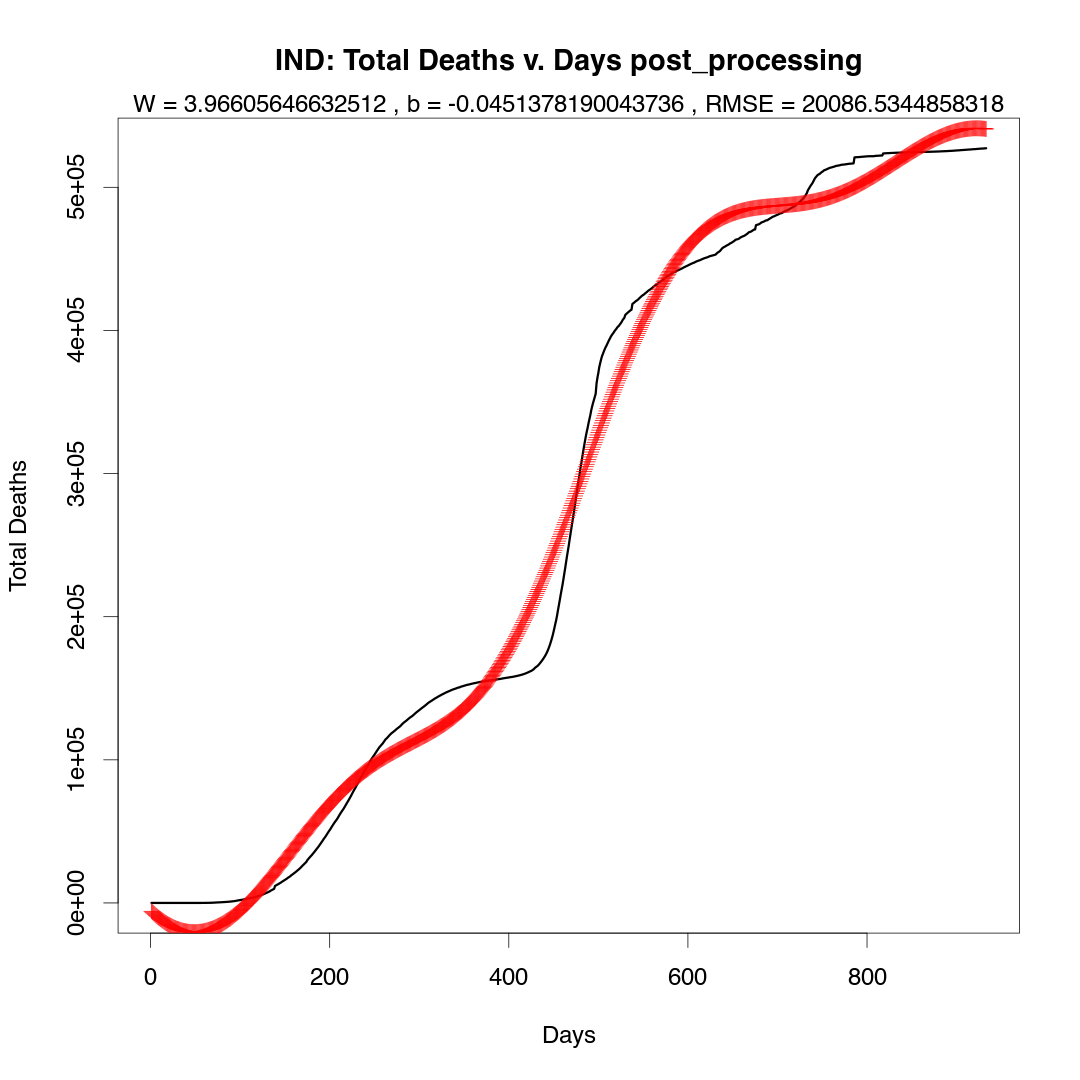 IND: Total Deaths v. Days post_processing
W = 3.96605646632512 , b = -0.0451378190043736 , RMSE = 20086.5344858318
Total Deaths
5e+05
4e+05
3e+05
2e+05
1e+05
0e+00
0 200 400 600 800
Days